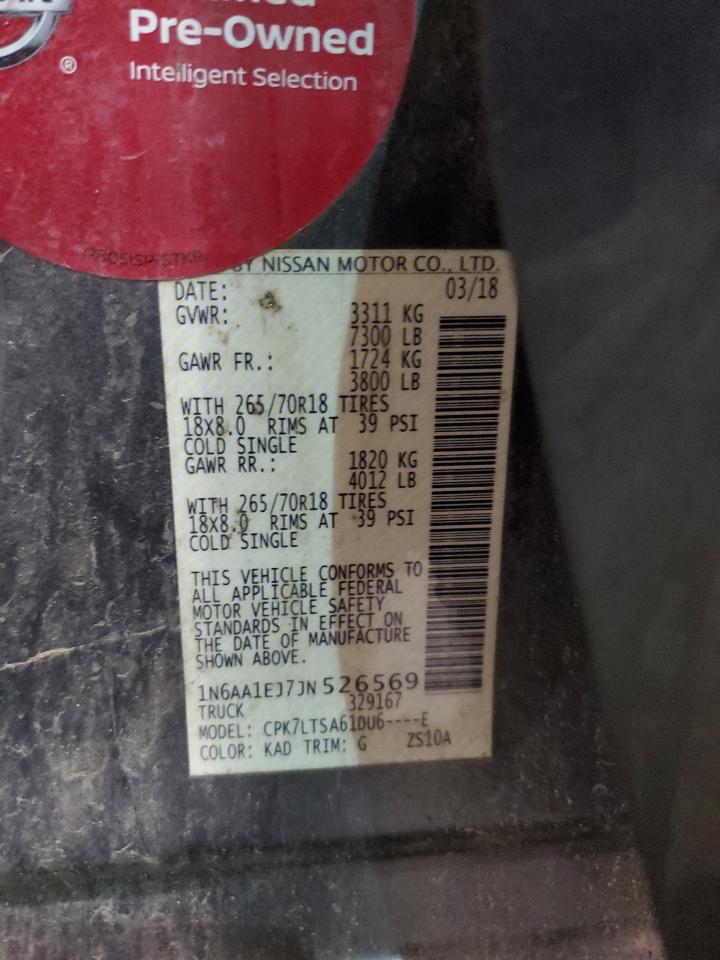 Pre-Owned
®
Intelligent Selection
BY NISSAN MOTOR CO., LTD.
DATE: 03/18
GVWR: 3311 KG
7300 LB
GAWR FR.: 1724 KG
3800 LB
WITH 265/70R18 TIRES
18X8.0 RIMS AT 39 PSI
COLD SINGLE
GAWR RR.: 1820 KG
4012 LB
WITH 265/70R18 TIRES
18X8.0 RIMS AT 39 PSI
COLD SINGLE
THIS VEHICLE CONFORMS TO
ALL APPLICABLE FEDERAL
MOTOR VEHICLE SAFETY
STANDARDS IN EFFECT ON
THE DATE OF MANUFACTURE
SHOWN ABOVE.
1N6AA1EJ7JN526569
TRUCK 329167
MODEL: CPK7LTSA61DU6----E
COLOR: KAD TRIM: G ZS10A